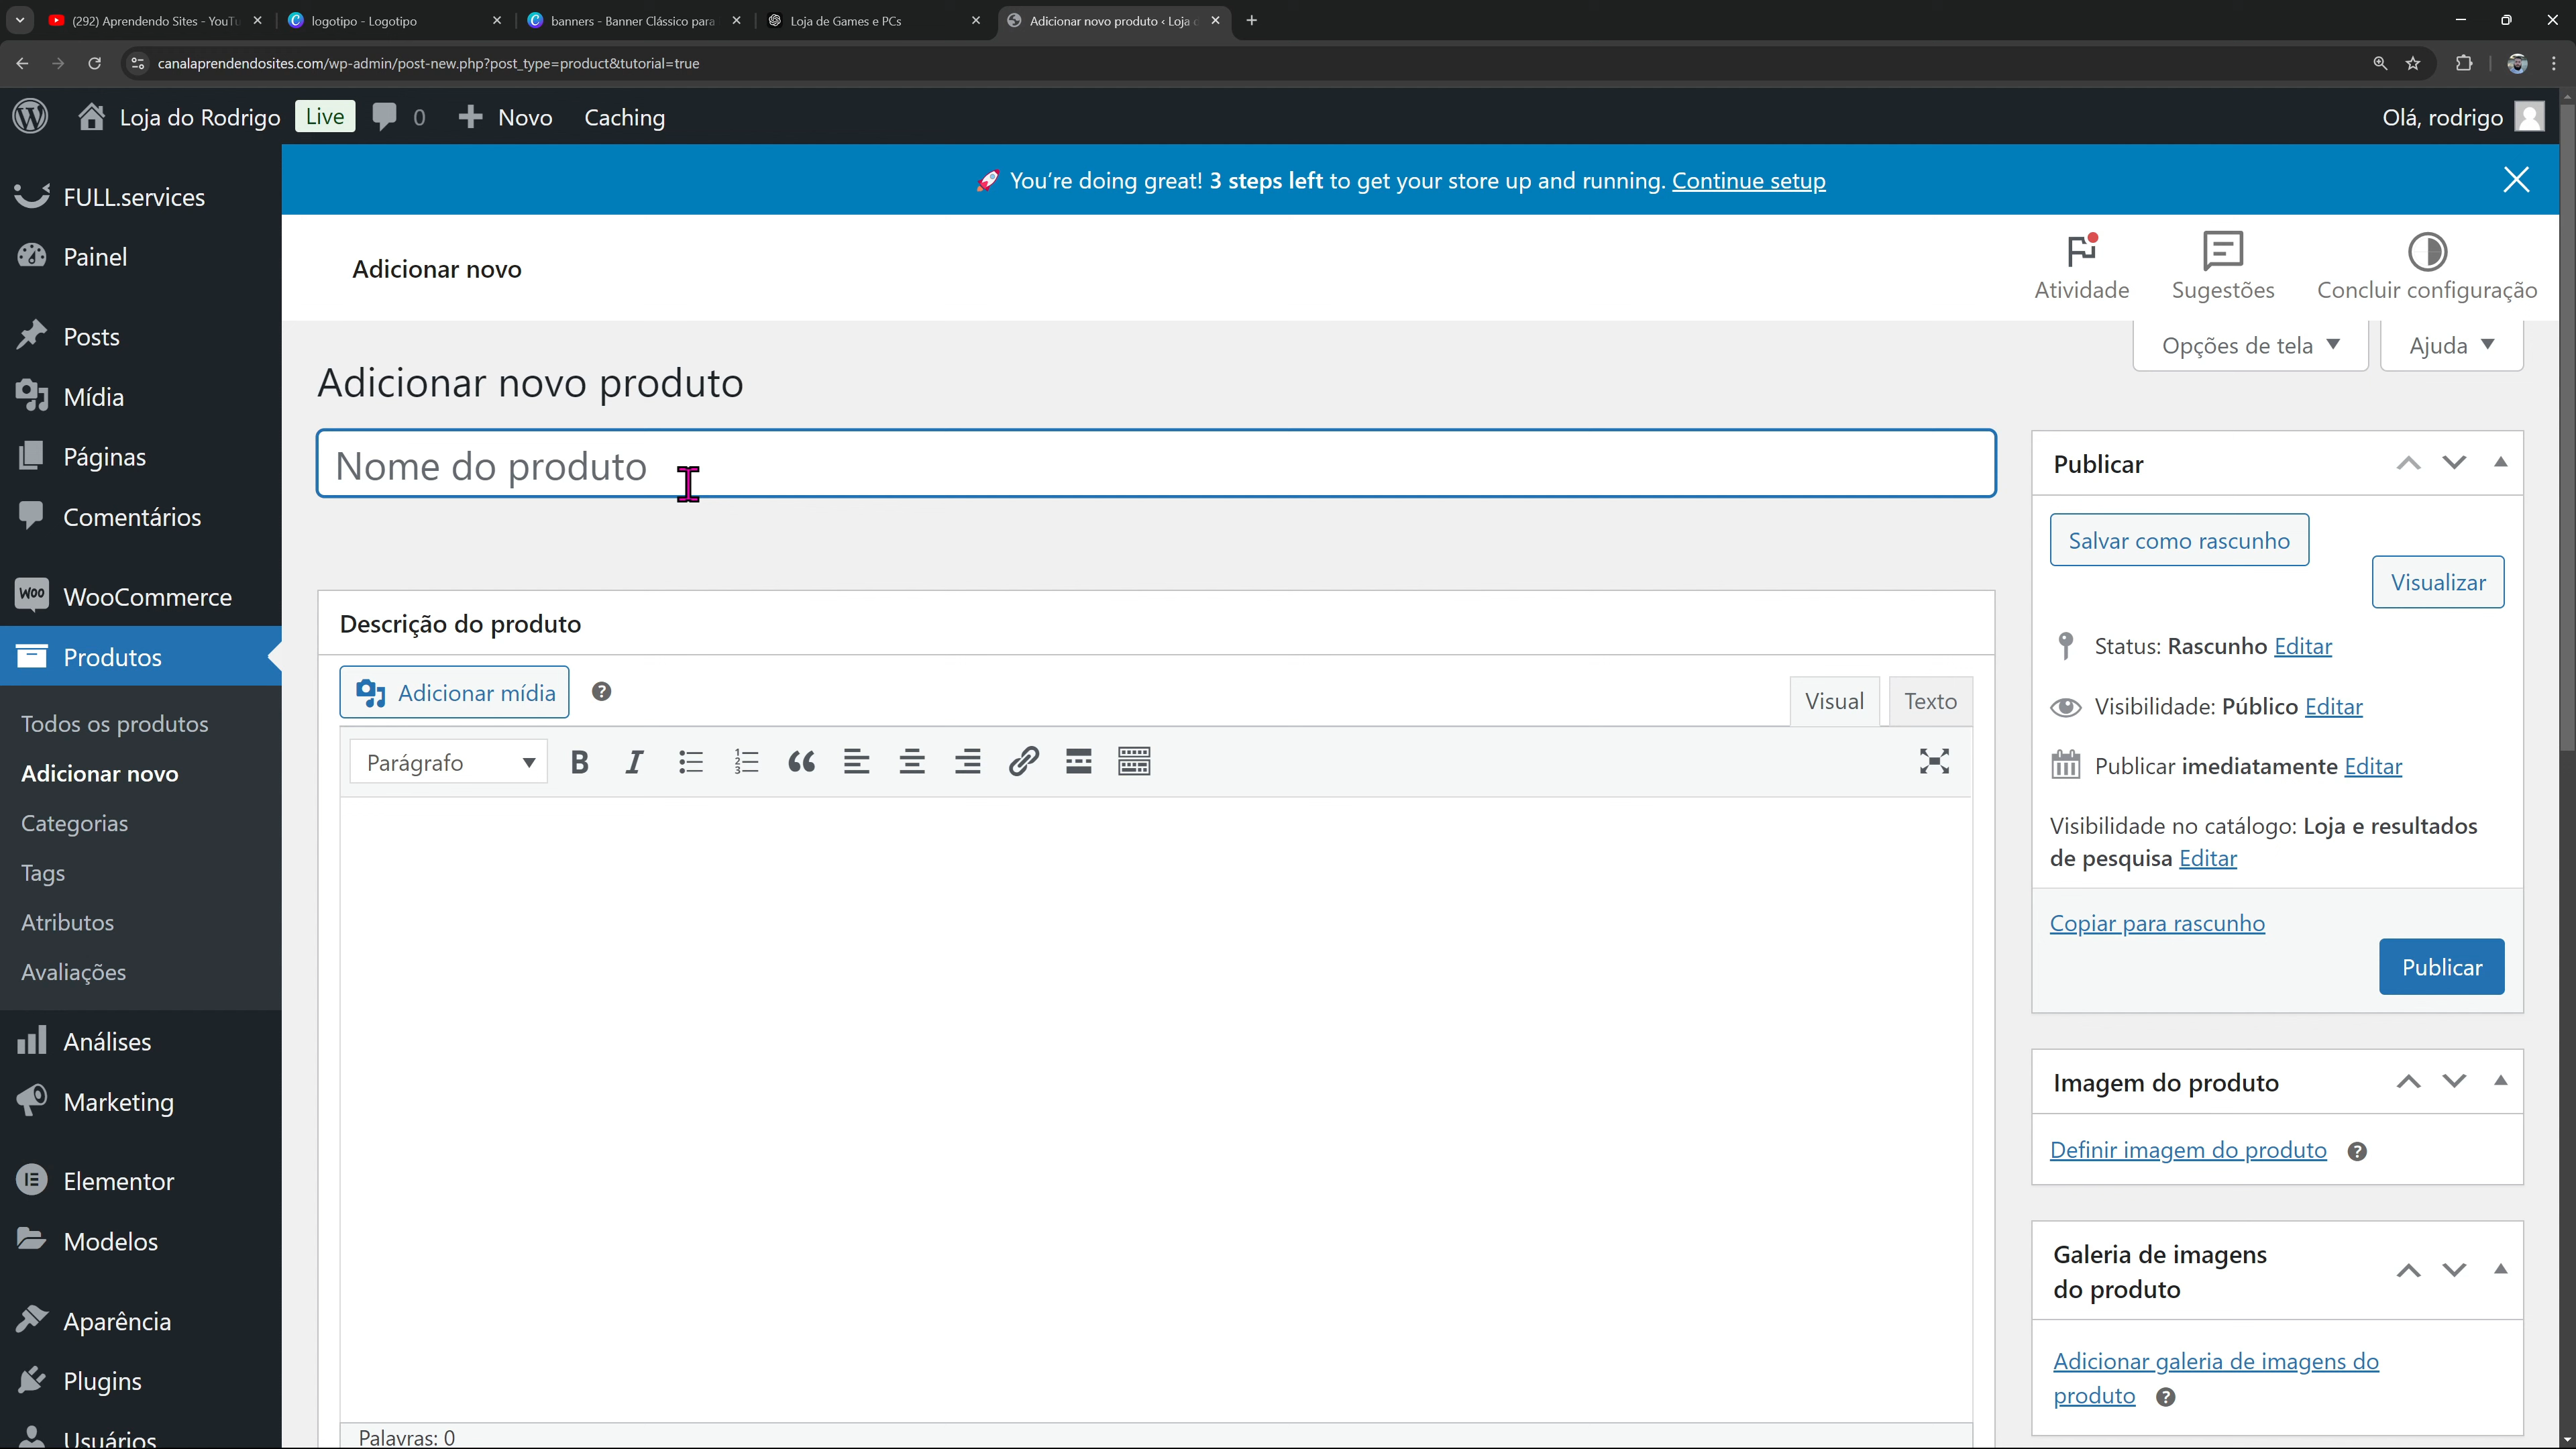 (292) Aprendendo Sites - YouTu
logotipo - Logotipo
banners - Banner Clássico para
Loja de Games e PCs
Adicionar novo produto ‹ Loja d
canalaprendendosites.com/wp-admin/post-new.php?post_type=product&tutorial=true
Loja do Rodrigo
Live
0
Novo
Caching
Olá, rodrigo
🚀 You're doing great! 3 steps left to get your store up and running. Continue setup
Adicionar novo
Atividade
Sugestões
Concluir configuração
Opções de tela
Ajuda
FULL.services
Painel
Posts
Mídia
Páginas
Comentários
Woo
WooCommerce
Produtos
Todos os produtos
Adicionar novo
Categorias
Tags
Atributos
Avaliações
Análises
Marketing
Elementor
Modelos
Aparência
Plugins
Usuários
Adicionar novo produto
Nome do produto
Descrição do produto
Adicionar mídia
Visual
Texto
Parágrafo
Palavras: 0
Publicar
Salvar como rascunho
Visualizar
Status: Rascunho Editar
Visibilidade: Público Editar
Publicar imediatamente Editar
Visibilidade no catálogo: Loja e resultados
de pesquisa Editar
Copiar para rascunho
Publicar
Imagem do produto
Definir imagem do produto
Galeria de imagens
do produto
Adicionar galeria de imagens do
produto